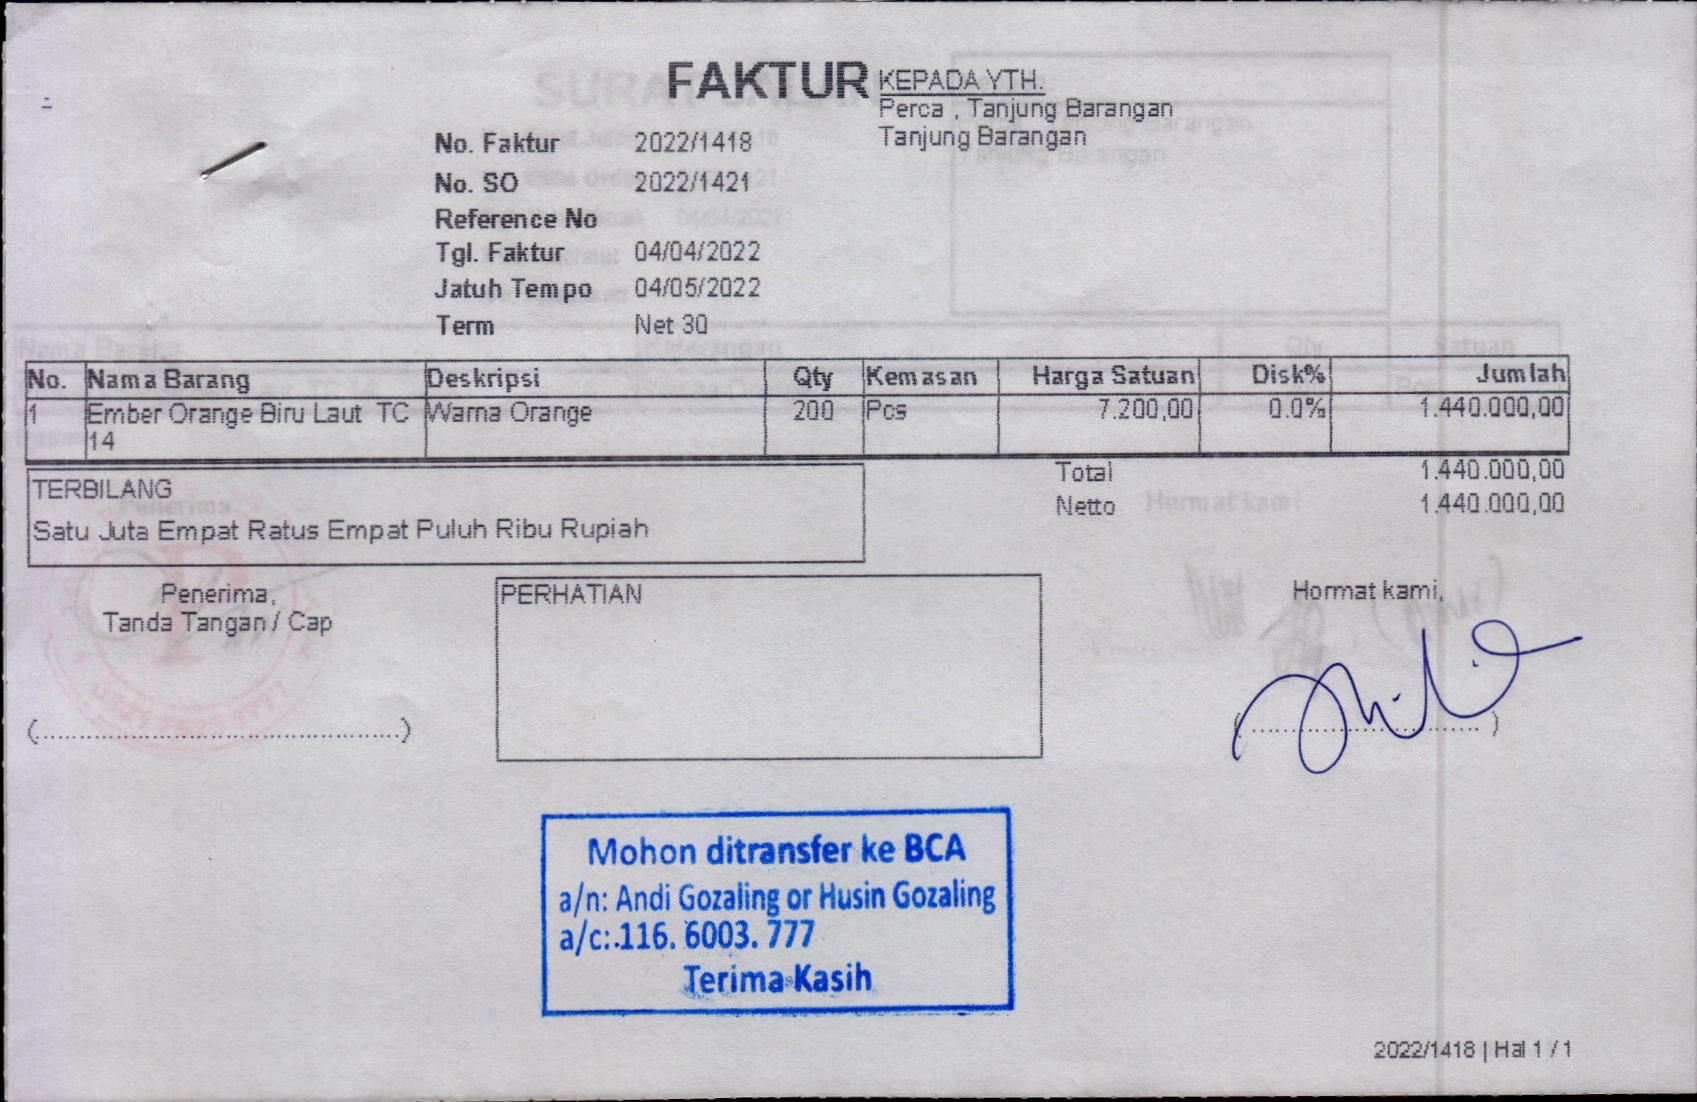 FAKTUR
KEPADA YTH.
Perca , Tanjung Barangan
Tanjung Barangan
No. Faktur 2022/1418
No. SO 2022/1421
Reference No
Tgl. Faktur 04/04/2022
Jatuh Tempo 04/05/2022
Term Net 30
No. Nama Barang Deskripsi Qty Kemasan Harga Satuan Disk% Jumlah
1 Ember Orange Biru Laut TC Warna Orange 200 Pcs 7.200,00 0.0% 1.440.000,00
14
Total 1.440.000,00
Netto 1.440.000,00
TERBILANG
Satu Juta Empat Ratus Empat Puluh Ribu Rupiah
Penerima,
Tanda Tangan / Cap
PERHATIAN
Hormat kami,
Mohon ditransfer ke BCA
a/n: Andi Gozaling or Husin Gozaling
a/c:.116. 6003. 777
Terima Kasih
2022/1418 | Hal 1 / 1